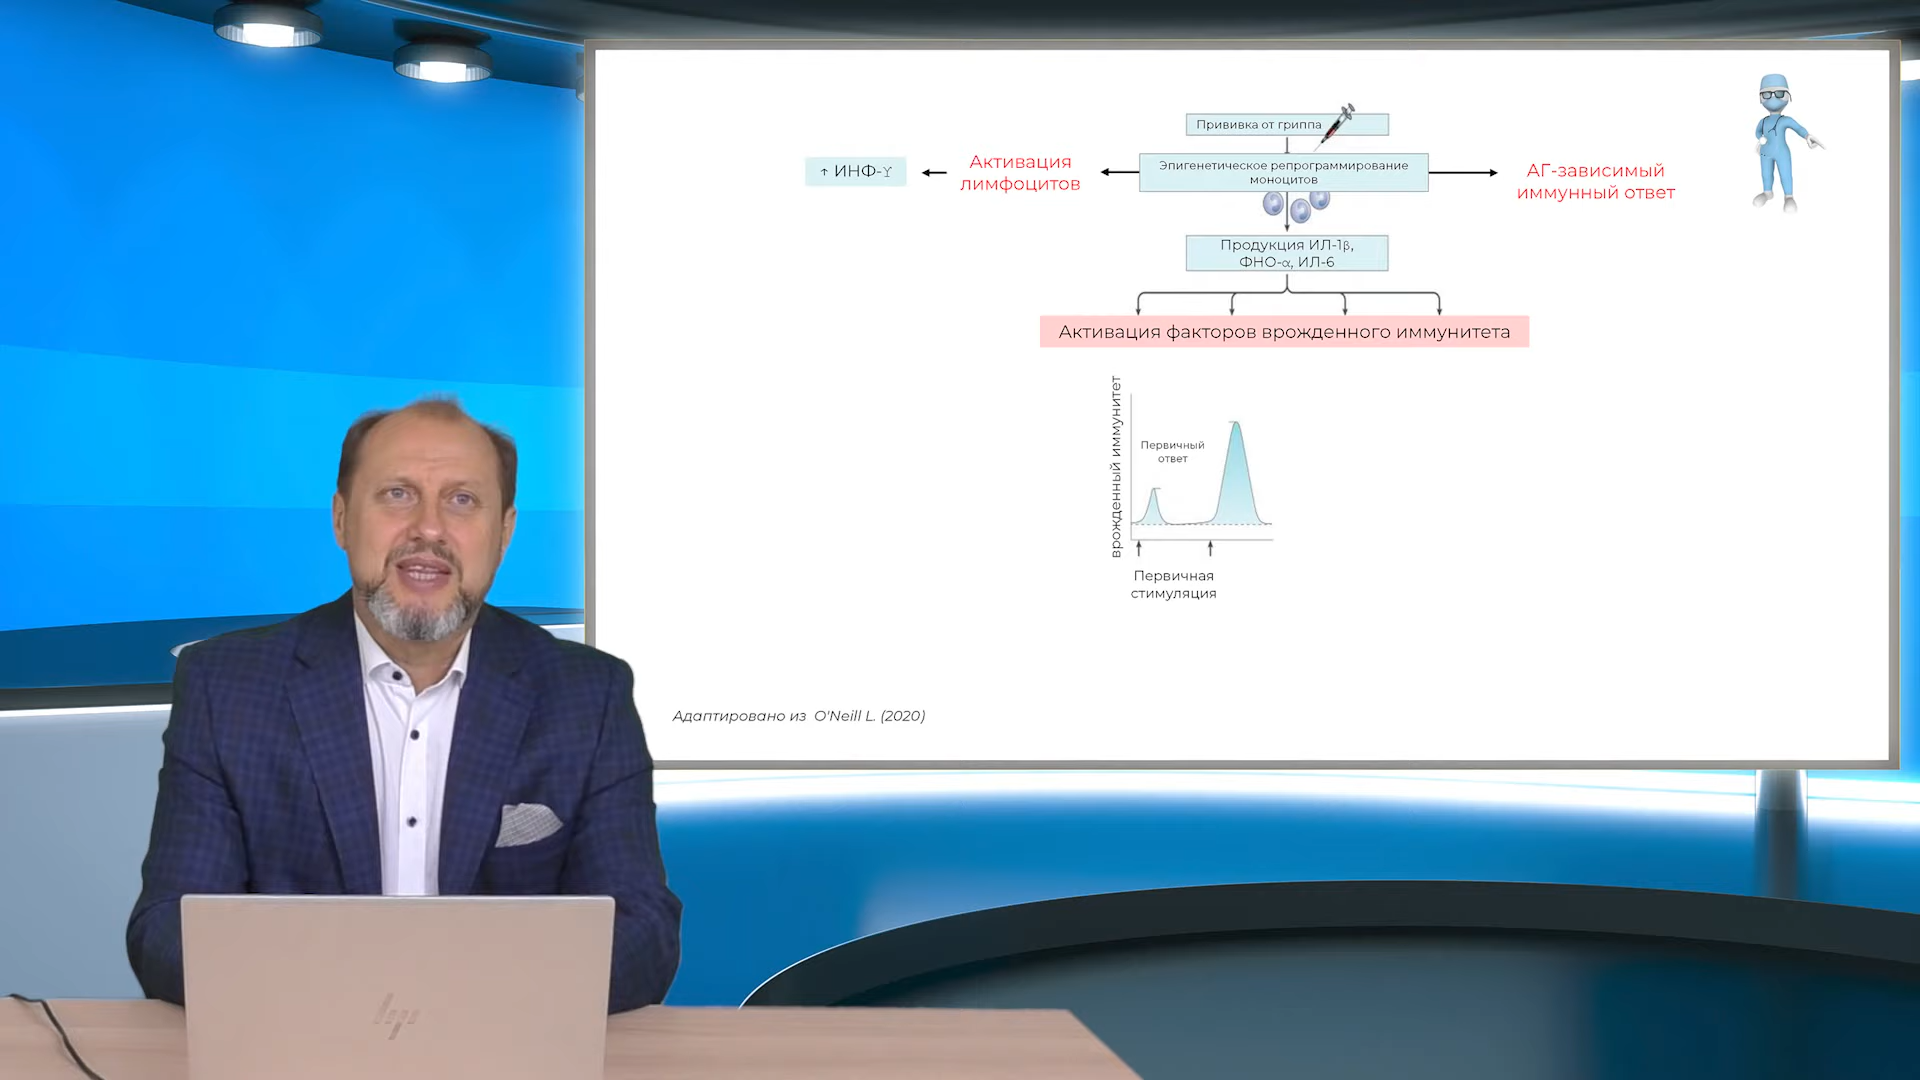 Прививка от гриппа
Эпигенетическое репрограммирование
моноцитов
Активация
лимфоцитов
↑ ИНФ-ϒ
АГ-зависимый
иммунный ответ
Продукция ИЛ-1β,
ФНО-α, ИЛ-6
Активация факторов врожденного иммунитета
врожденный иммунитет
Первичный
ответ
Первичная
стимуляция
Адаптировано из O'Neill L. (2020)
hp